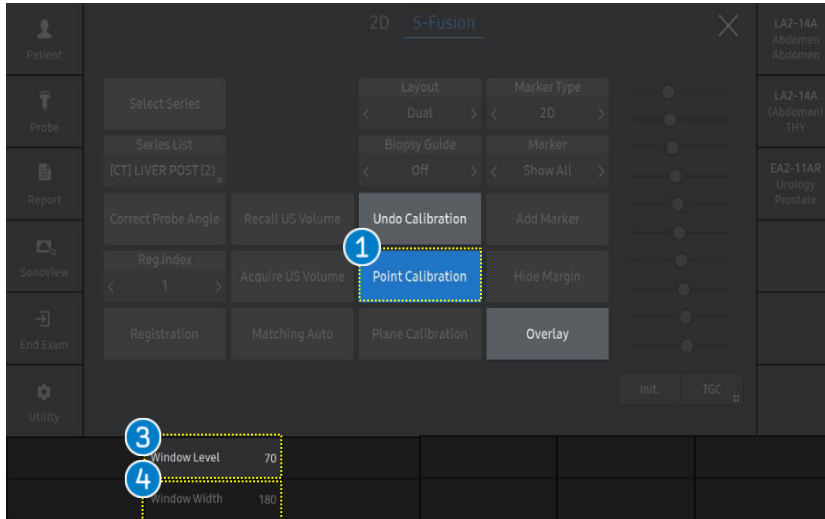 2D S-Fusion
Patient
Probe
Report
SonoView
End Exam
Utility
Select Series
Layout
Dual
Marker Type
2D
Series List
[CT] LIVER POST (2)
Biopsy Guide
Off
Marker
Show All
Correct Probe Angle
Recall US Volume
Undo Calibration
Add Marker
Reg.Index
1
Acquire US Volume
1
Point Calibration
Hide Margin
Registration
Matching Auto
Plane Calibration
Overlay
Init.
TGC
LA2-14A
Abdomen
Abdomen
LA2-14A
(Abdomen)
THY
EA2-11AR
Urology
Prostate
3
Window Level 70
4
Window Width 180